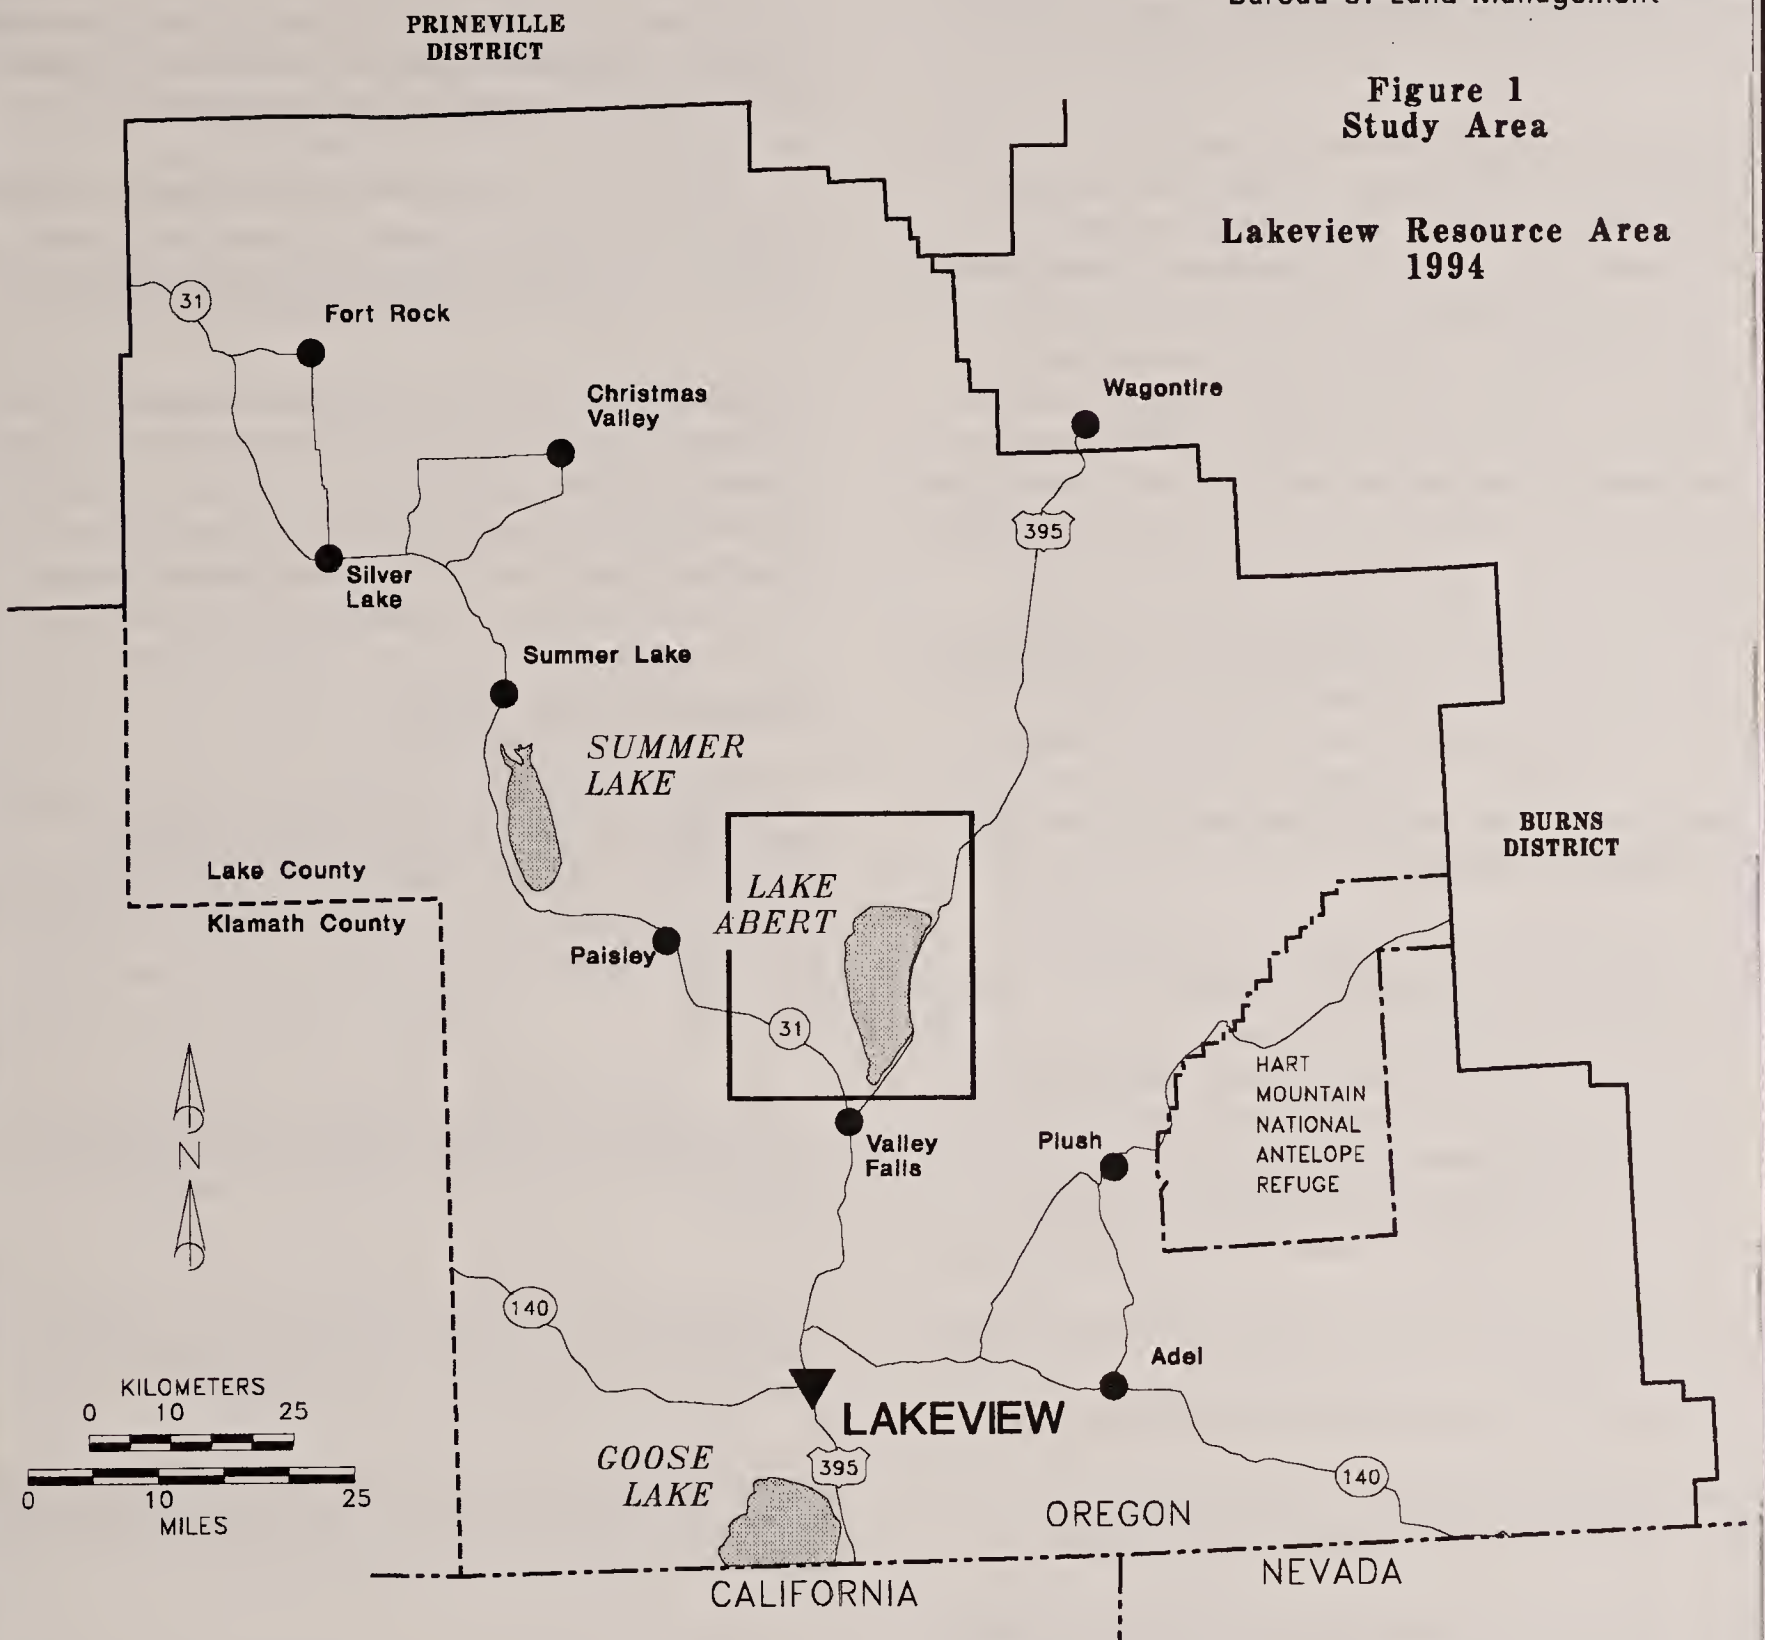 PRINEVILLE
DISTRICT
Bureau of Land Management
Figure 1
Study Area
Lakeview Resource Area
1994
31
Fort Rock
Christmas
Valley
Wagontire
395
Silver
Lake
Summer Lake
SUMMER
LAKE
BURNS
DISTRICT
Lake County
Klamath County
LAKE
ABERT
Paisley
31
HART
MOUNTAIN
NATIONAL
ANTELOPE
REFUGE
N
Valley
Falls
Plush
140
Adel
KILOMETERS
0 10 25
0 10 25
MILES
LAKEVIEW
GOOSE
LAKE
395
140
OREGON
CALIFORNIA
NEVADA